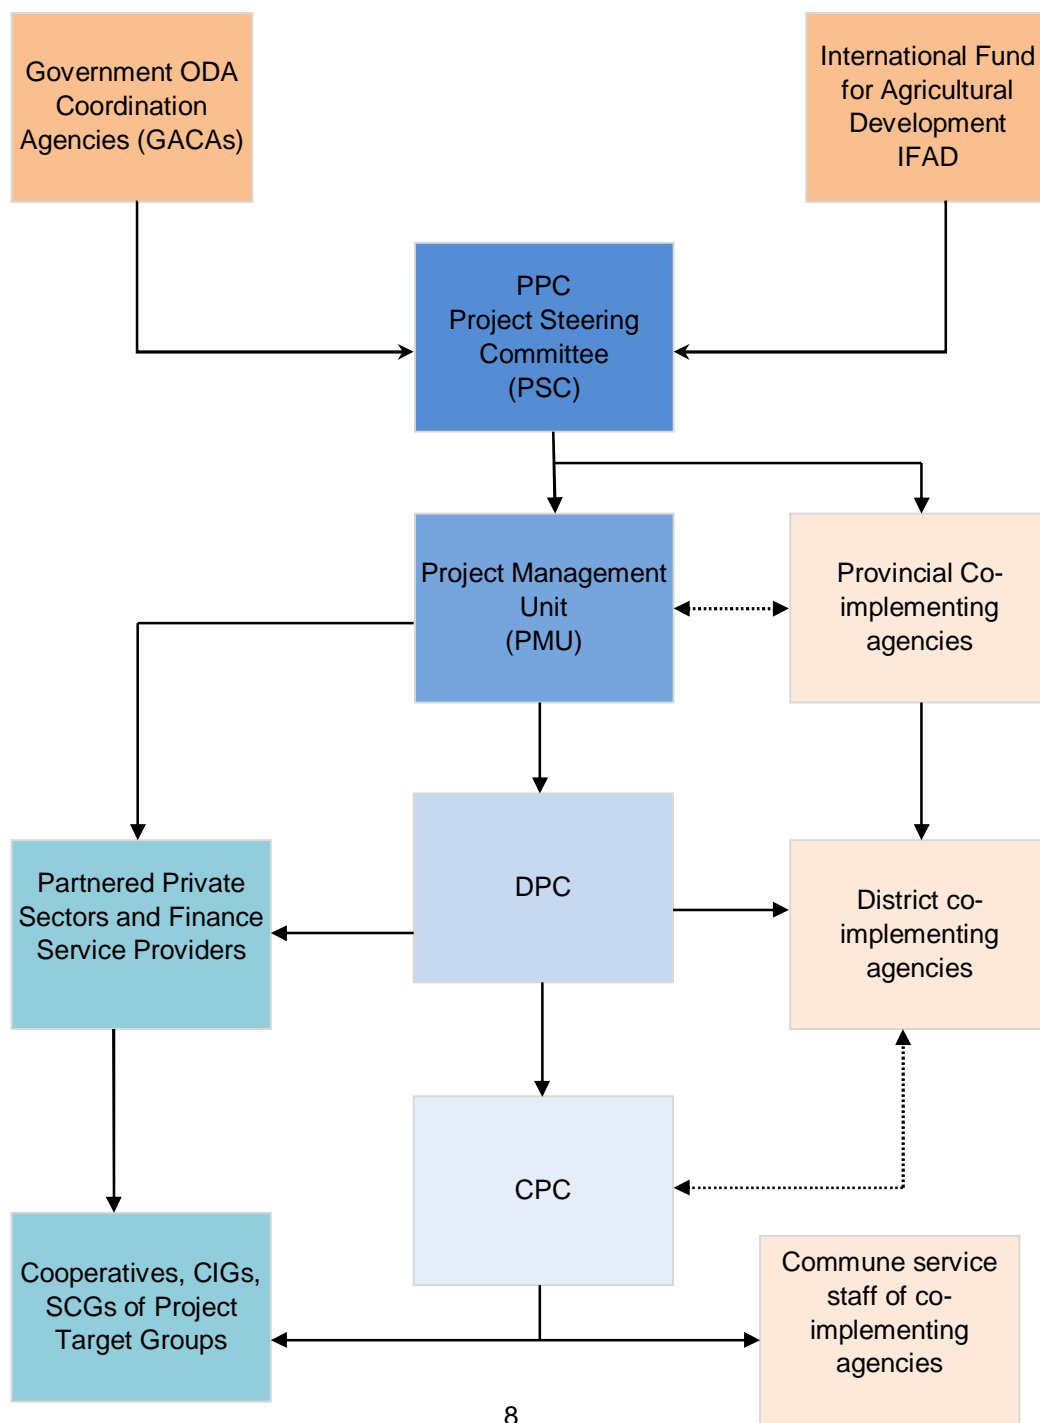 Government ODA
Coordination
Agencies (GACAs)
International Fund
for Agricultural
Development
IFAD
PPC
Project Steering
Committee
(PSC)
Project Management
Unit
(PMU)
Provincial Co-
implementing
agencies
Partnered Private
Sectors and Finance
Service Providers
DPC
District co-
implementing
agencies
CPC
Cooperatives, CIGs,
SCGs of Project
Target Groups
Commune service
staff of co-
implementing
agencies
8